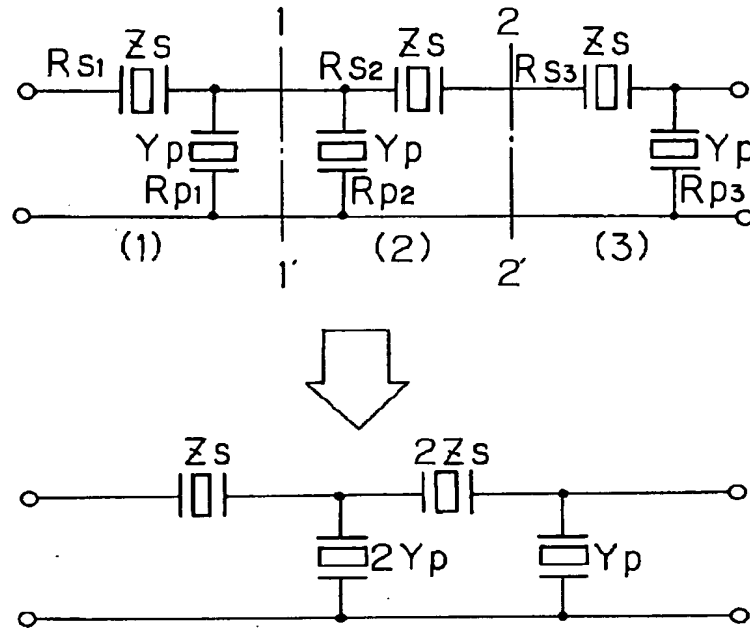 1 2
Rs1 Zs Rs2 Zs Rs3 Zs
Yp Yp Yp
Rp1 Rp2 Rp3
(1) (2) (3)
1' 2'
Zs 2Zs
2Yp Yp